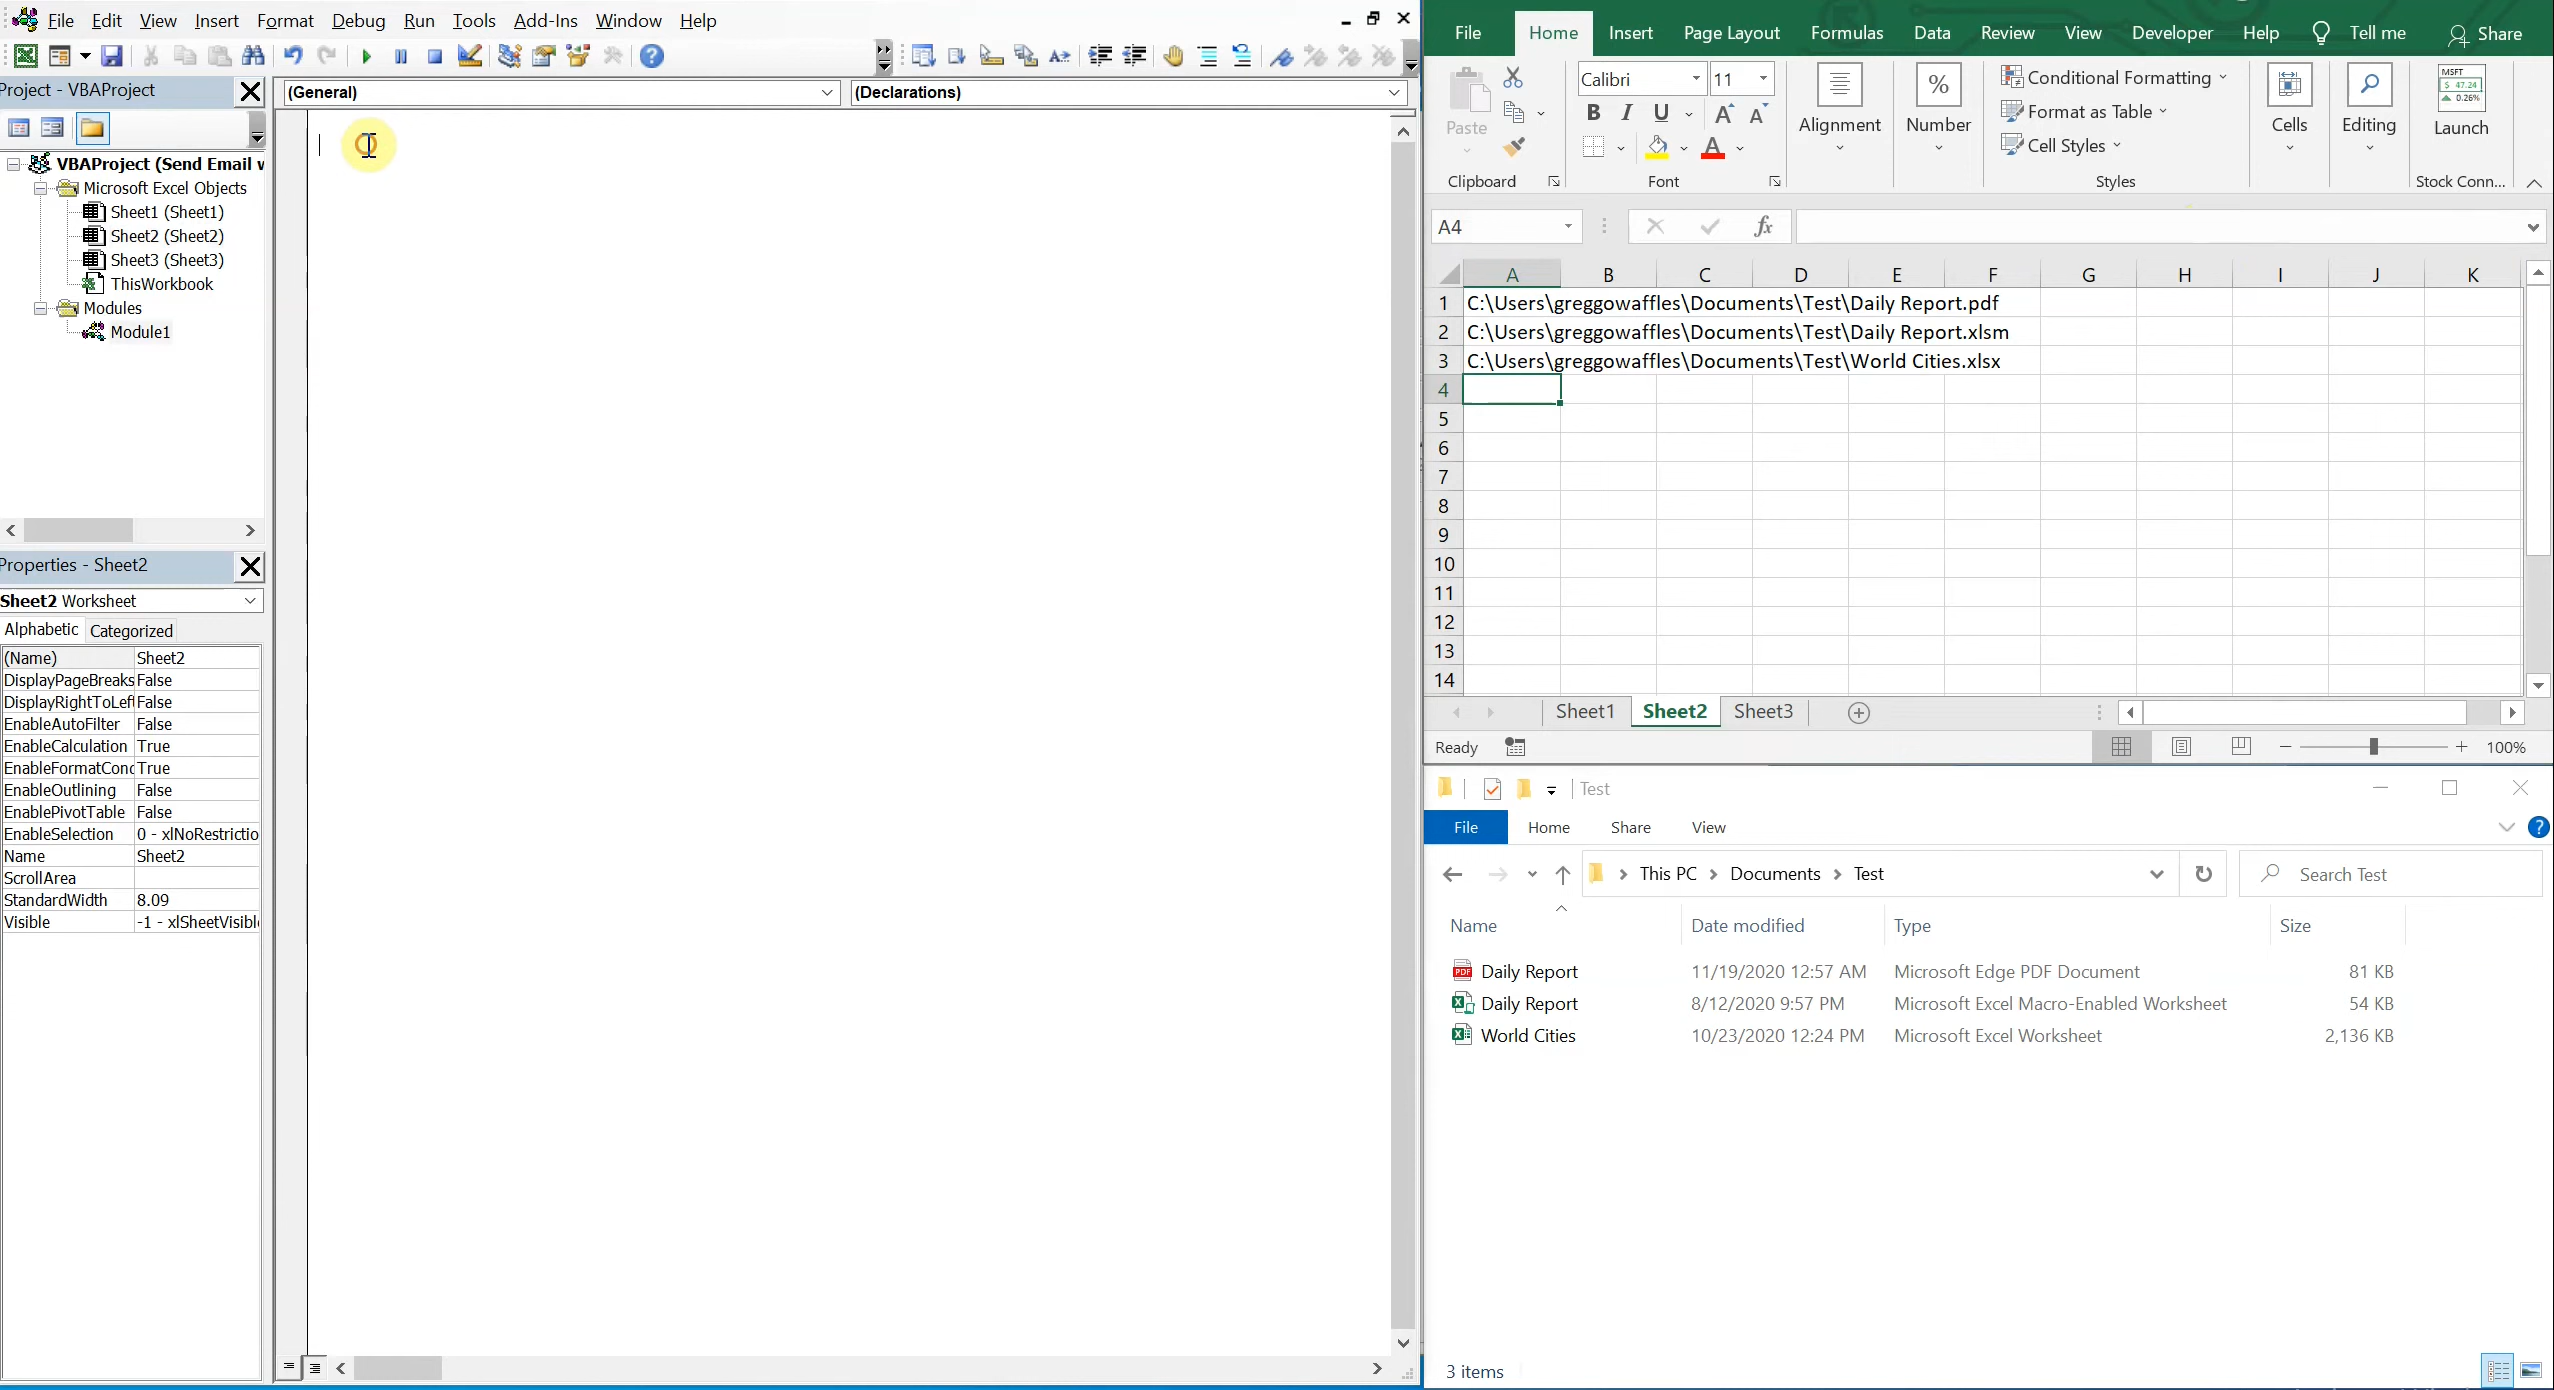 File Edit View Insert Format Debug Run Tools Add-Ins Window Help
Project - VBAProject
VBAProject (Send Email w
Microsoft Excel Objects
Sheet1 (Sheet1)
Sheet2 (Sheet2)
Sheet3 (Sheet3)
ThisWorkbook
Modules
Module1
Properties - Sheet2
Sheet2 Worksheet
Alphabetic Categorized
(Name) Sheet2
DisplayPageBreaks False
DisplayRightToLeft False
EnableAutoFilter False
EnableCalculation True
EnableFormatCond True
EnableOutlining False
EnablePivotTable False
EnableSelection 0 - xlNoRestrictio
Name Sheet2
ScrollArea
StandardWidth 8.09
Visible -1 - xlSheetVisible
(General) (Declarations)
File Home Insert Page Layout Formulas Data Review View Developer Help Tell me Share
Paste
Clipboard
Calibri 11
B I U A A
A
Font
Alignment
%
Number
Conditional Formatting
Format as Table
Cell Styles
Styles
Cells
Editing
MSFT
$ 47.24
0.26%
Launch
Stock Conn...
A4 fx
A B C D E F G H I J K
1 C:\Users\greggowaffles\Documents\Test\Daily Report.pdf
2 C:\Users\greggowaffles\Documents\Test\Daily Report.xlsm
3 C:\Users\greggowaffles\Documents\Test\World Cities.xlsx
4
5
6
7
8
9
10
11
12
13
14
Sheet1 Sheet2 Sheet3
Ready 100%
Test
File Home Share View
This PC Documents Test Search Test
Name Date modified Type Size
PDF Daily Report 11/19/2020 12:57 AM Microsoft Edge PDF Document 81 KB
Daily Report 8/12/2020 9:57 PM Microsoft Excel Macro-Enabled Worksheet 54 KB
World Cities 10/23/2020 12:24 PM Microsoft Excel Worksheet 2,136 KB
3 items